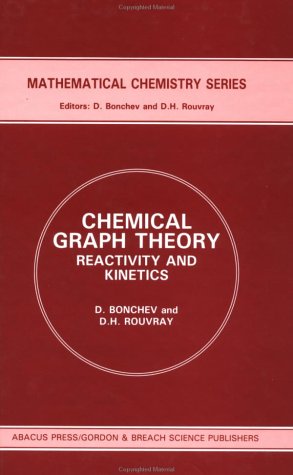 MATHEMATICAL CHEMISTRY SERIES
Editors: D. Bonchev and D.H. Rouvray
CHEMICAL
GRAPH THEORY
REACTIVITY AND
KINETICS
D. BONCHEV and
D.H. ROUVRAY
ABACUS PRESS/GORDON & BREACH SCIENCE PUBLISHERS